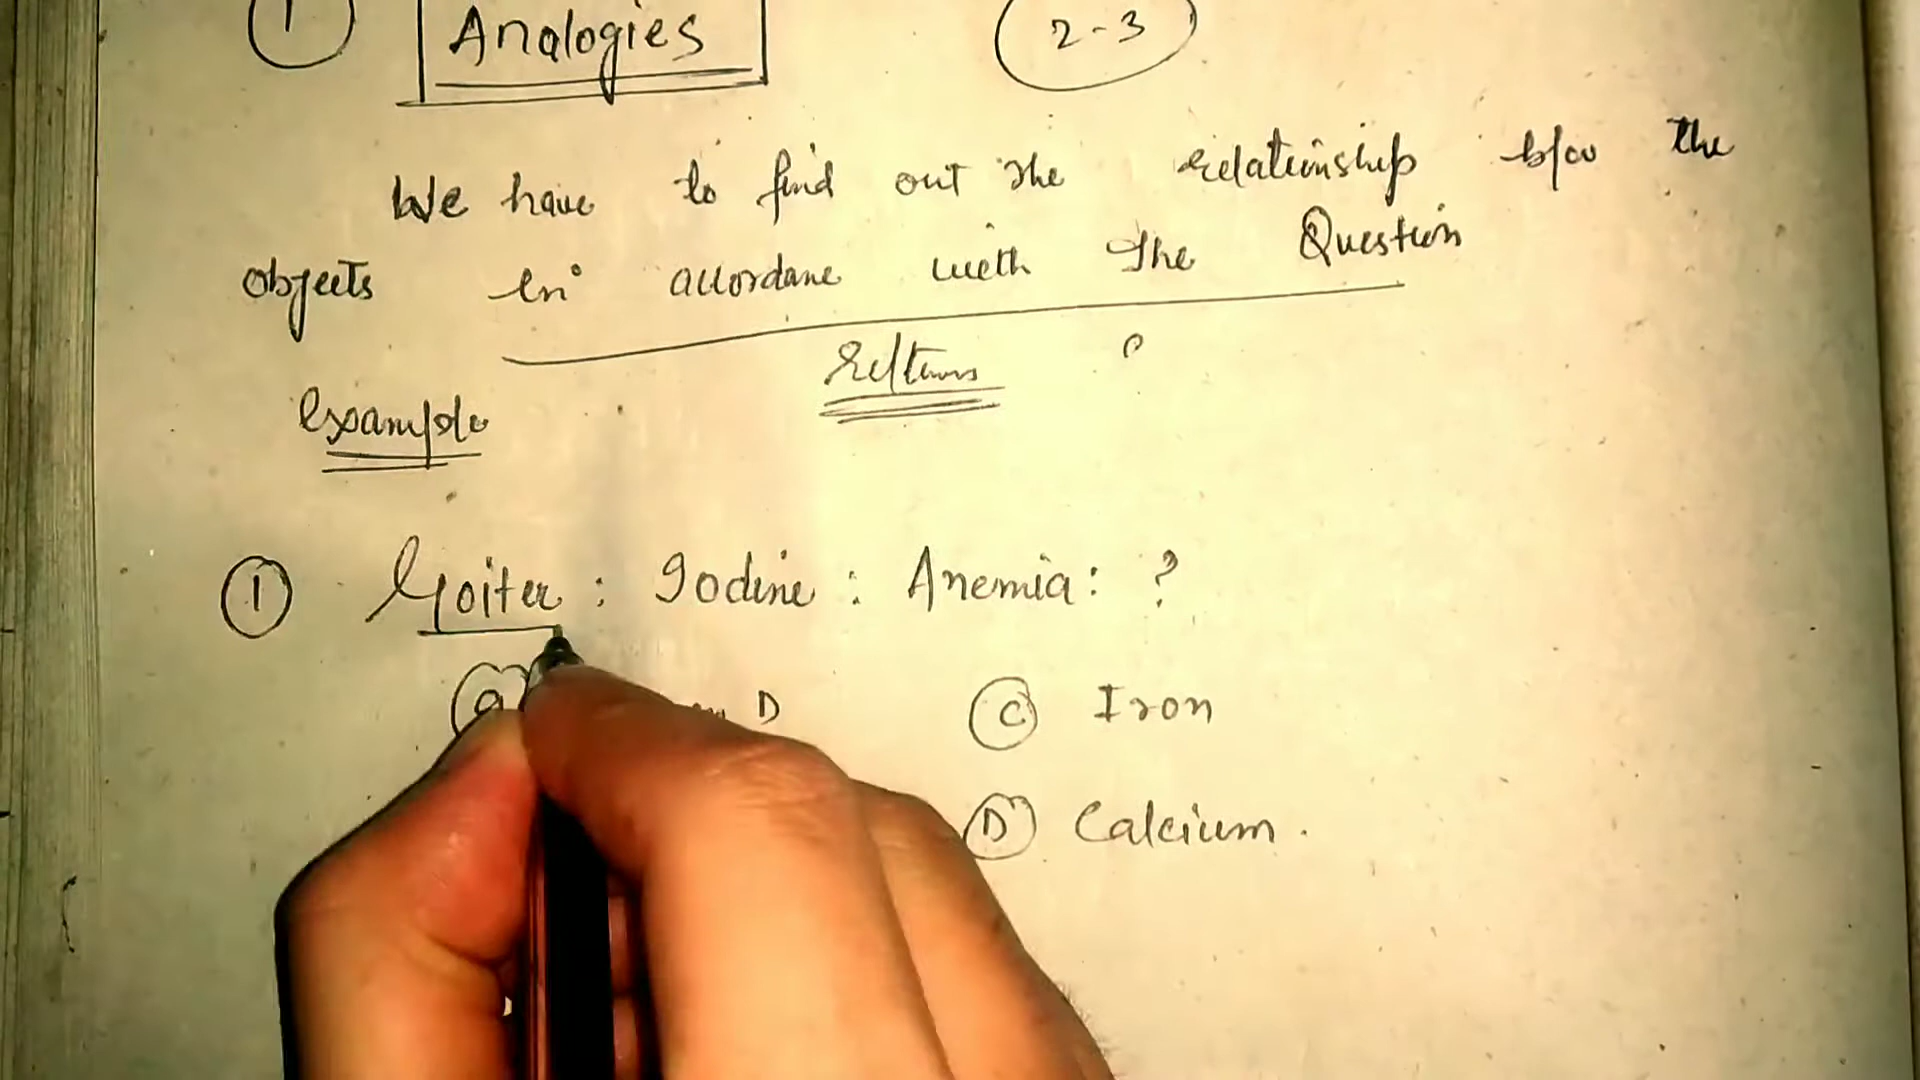 1 Analogies 2-3
We have to find out the relationship b/w the
objects in accordane with the Question
Example
1 Goiter : Iodine : Anemia : ?
a D C Iron
D Calcium .